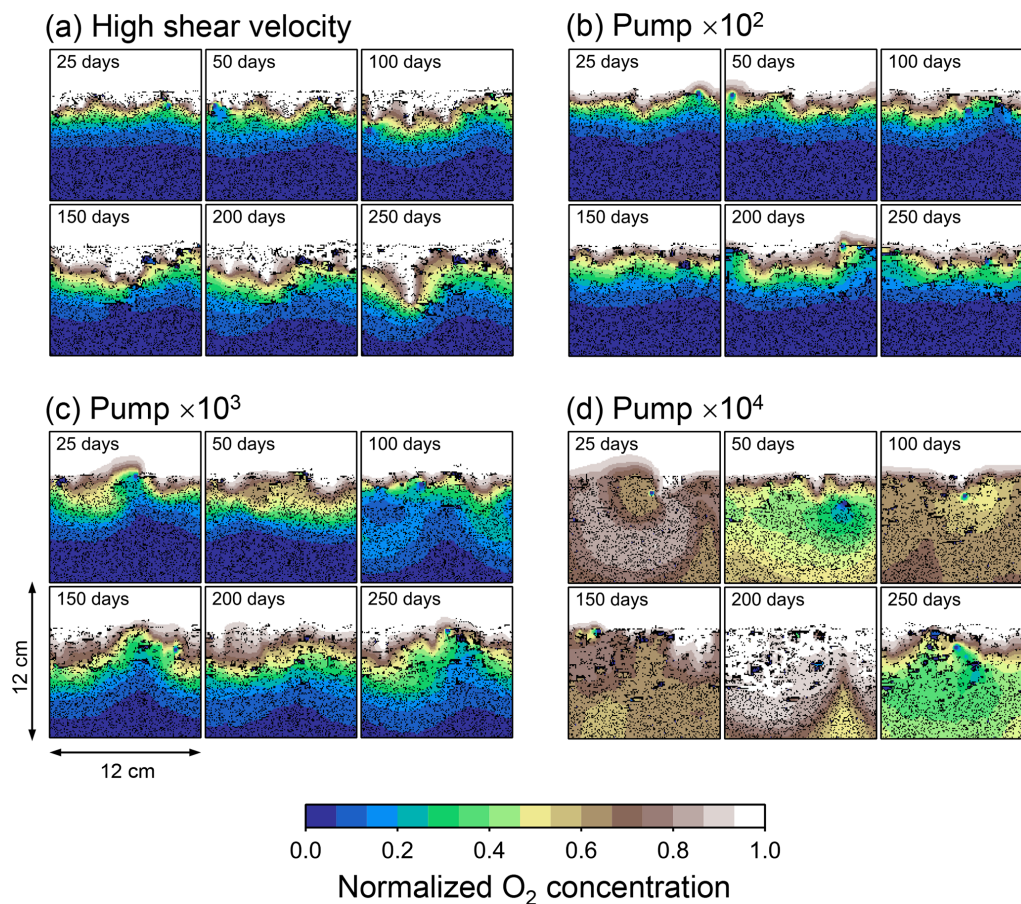 (a) High shear velocity
25 days 50 days 100 days
150 days 200 days 250 days
(b) Pump ×10²
25 days 50 days 100 days
150 days 200 days 250 days
(c) Pump ×10³
25 days 50 days 100 days
150 days 200 days 250 days
12 cm
12 cm
(d) Pump ×10⁴
25 days 50 days 100 days
150 days 200 days 250 days
0.0 0.2 0.4 0.6 0.8 1.0
Normalized O₂ concentration